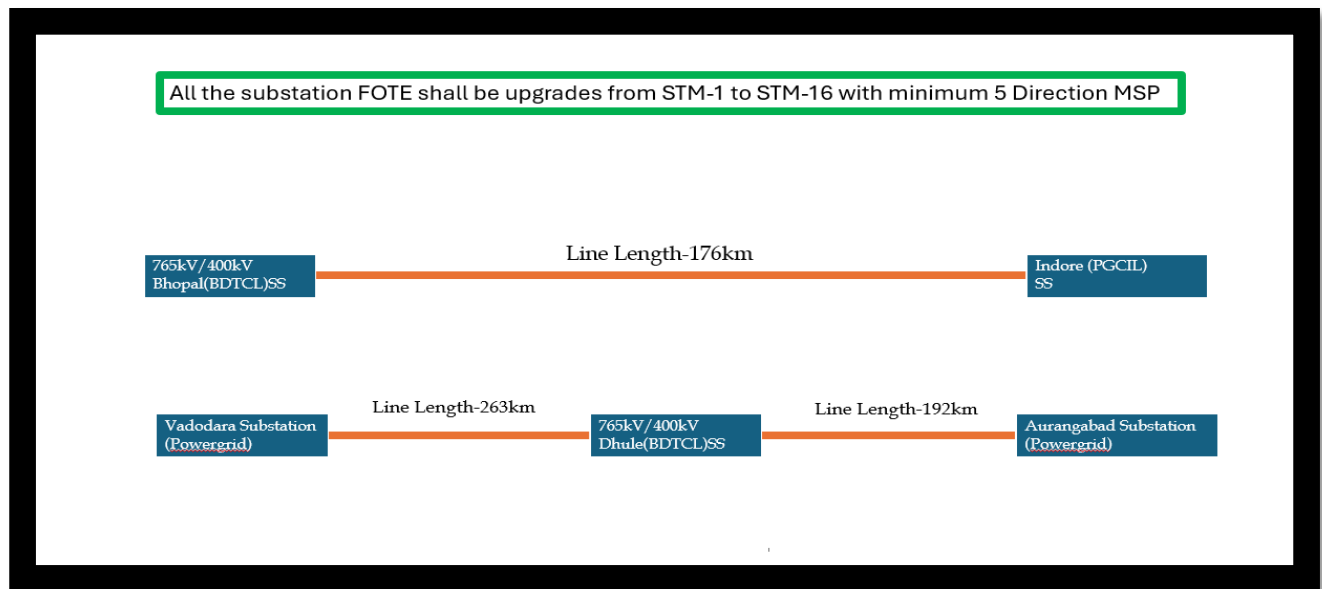 All the substation FOTE shall be upgrades from STM-1 to STM-16 with minimum 5 Direction MSP
Line Length-176km
765kV/400kV
Bhopal(BDTCL)SS
Indore (PGCIL)
SS
Line Length-263km
Line Length-192km
Vadodara Substation
(Powergrid)
765kV/400kV
Dhule(BDTCL)SS
Aurangabad Substation
(Powergrid)